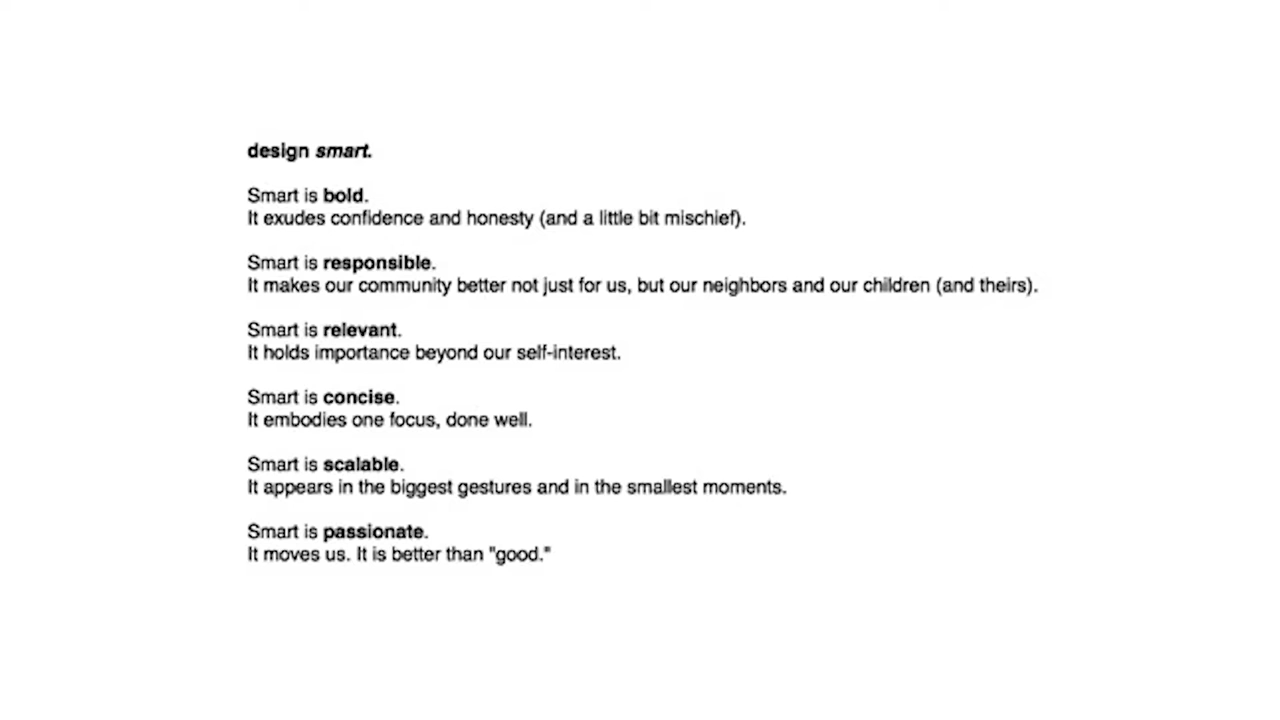 design smart.
Smart is bold.
It exudes confidence and honesty (and a little bit mischief).
Smart is responsible.
It makes our community better not just for us, but our neighbors and our children (and theirs).
Smart is relevant.
It holds importance beyond our self-interest.
Smart is concise.
It embodies one focus, done well.
Smart is scalable.
It appears in the biggest gestures and in the smallest moments.
Smart is passionate.
It moves us. It is better than "good."